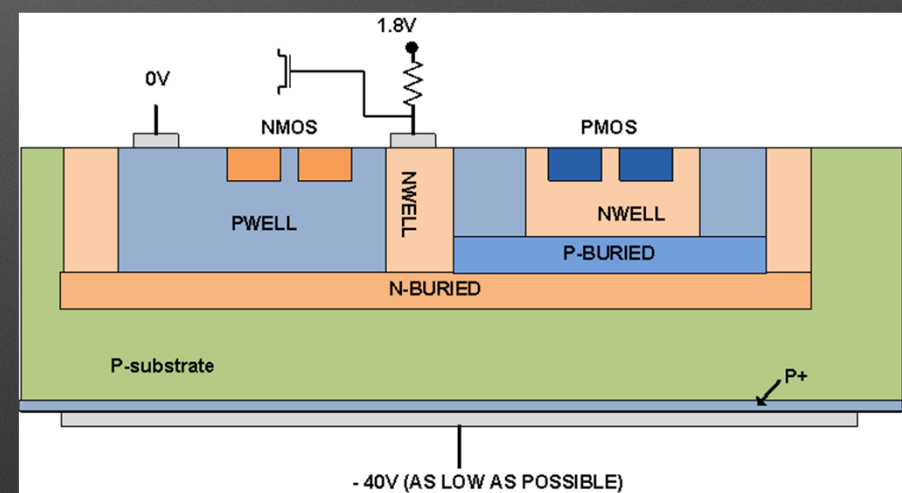 1.8V
0V
NMOS
PMOS
NWELL
PWELL
NWELL
P-BURIED
N-BURIED
P-substrate
P+
- 40V (AS LOW AS POSSIBLE)